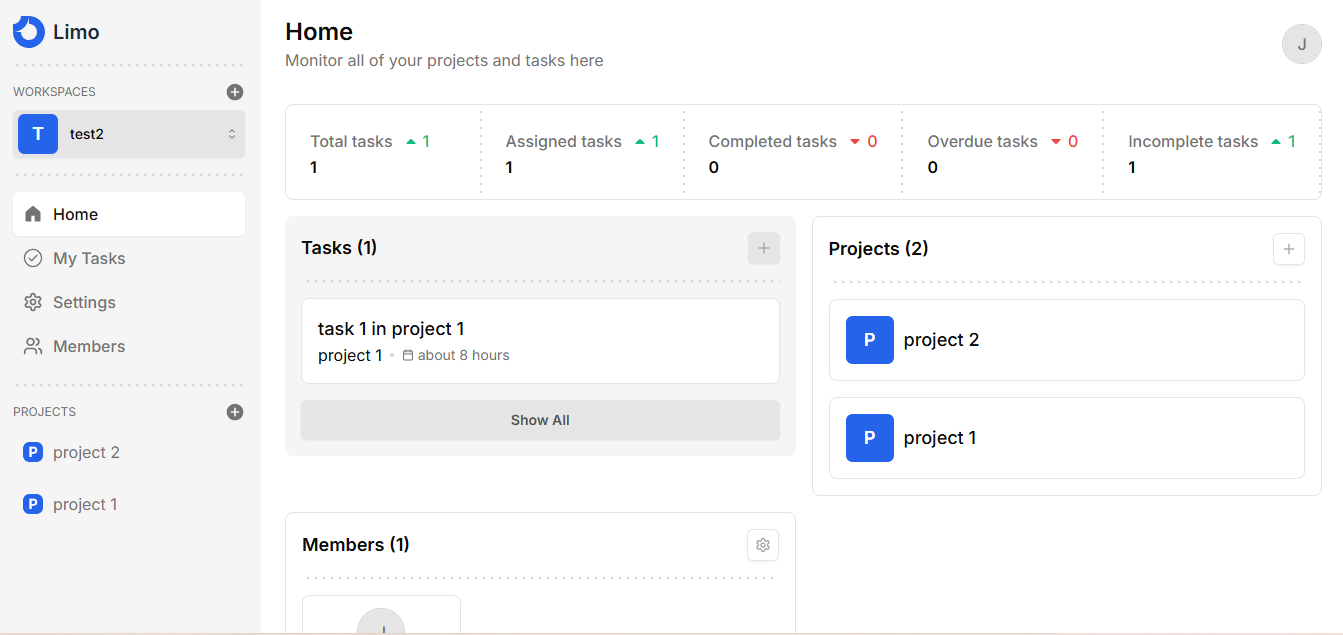 Limo
WORKSPACES
T
test2
Home
My Tasks
Settings
Members
PROJECTS
P
project 2
P
project 1
Home
Monitor all of your projects and tasks here
J
Total tasks 1
1
Assigned tasks 1
1
Completed tasks 0
0
Overdue tasks 0
0
Incomplete tasks 1
1
Tasks (1)
task 1 in project 1
project 1 • about 8 hours
Show All
Projects (2)
P
project 2
P
project 1
Members (1)